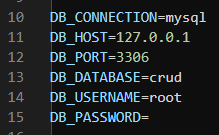 10 DB_CONNECTION=mysql
11 DB_HOST=127.0.0.1
12 DB_PORT=3306
13 DB_DATABASE=crud
14 DB_USERNAME=root
15 DB_PASSWORD=